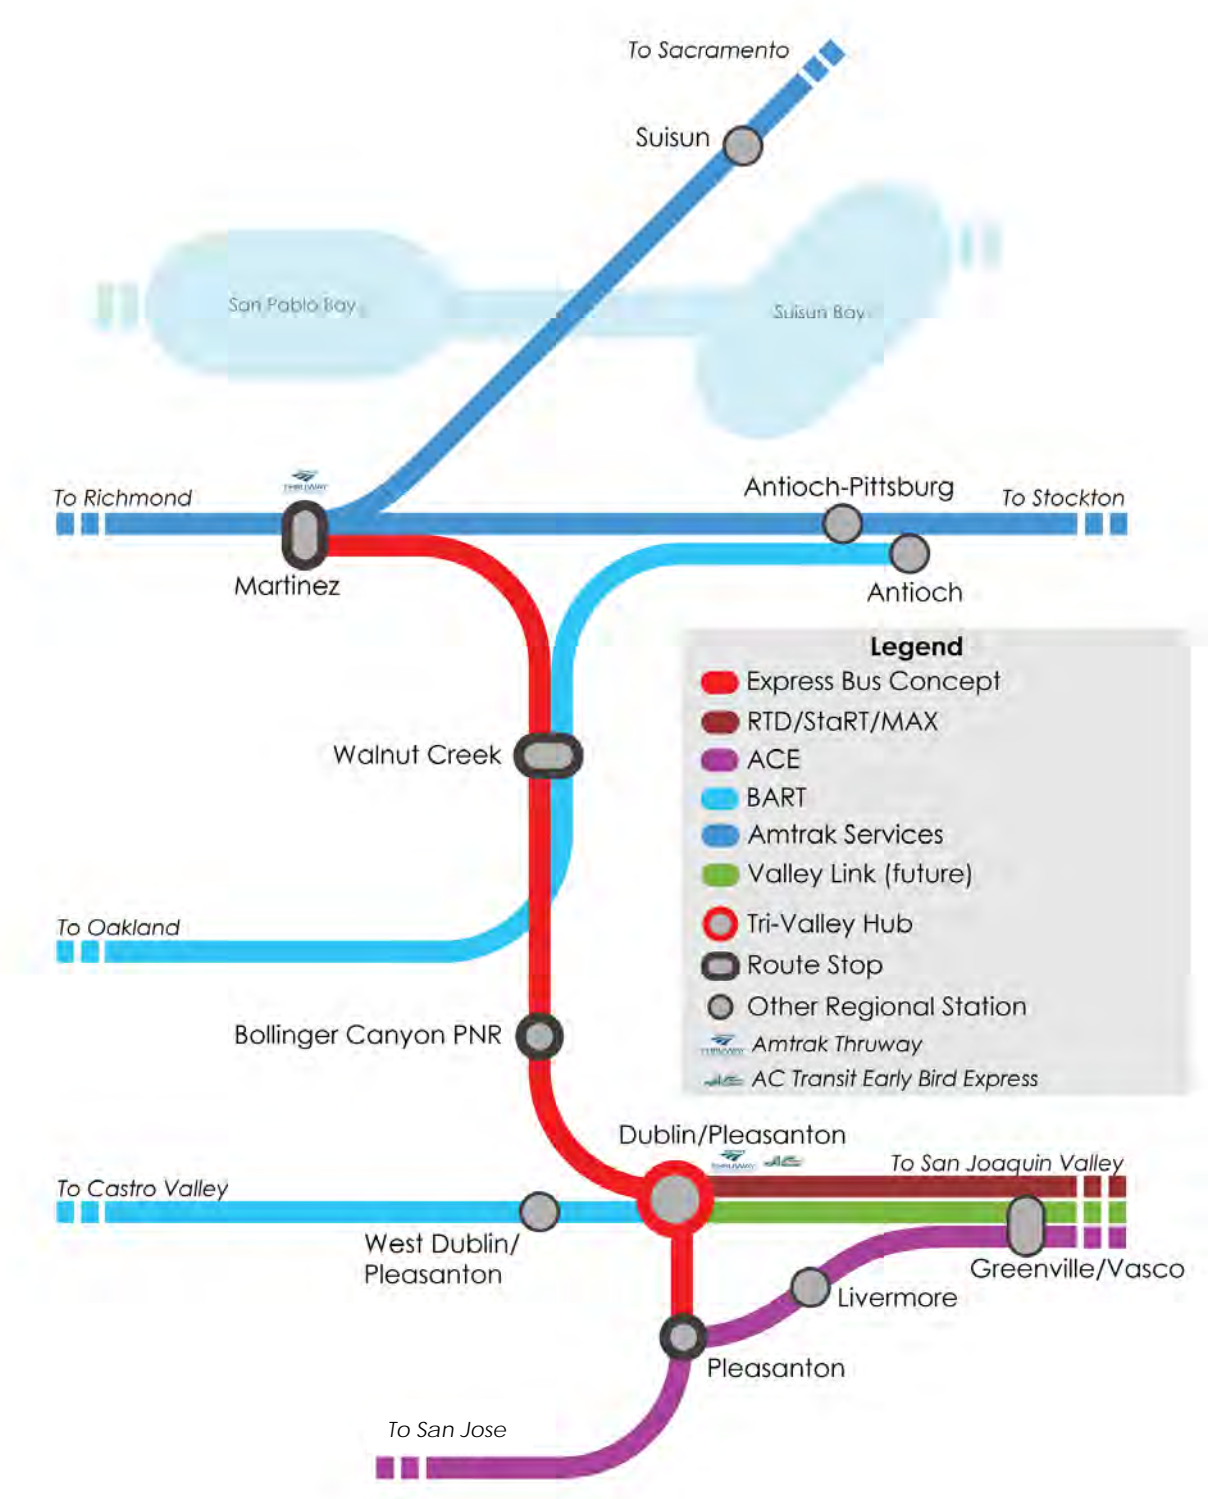 To Sacramento
Suisun
San Pablo Bay
Suisun Bay
To Richmond
THRUWAY
Antioch-Pittsburg
To Stockton
Martinez
Antioch
Legend
Express Bus Concept
RTD/StaRT/MAX
Walnut Creek
ACE
BART
Amtrak Services
Valley Link (future)
To Oakland
Tri-Valley Hub
Route Stop
Other Regional Station
Bollinger Canyon PNR
THRUWAY
Amtrak Thruway
AC Transit Early Bird Express
Dublin/Pleasanton
THRUWAY
To San Joaquin Valley
To Castro Valley
West Dublin/
Pleasanton
Greenville/Vasco
Livermore
Pleasanton
To San Jose